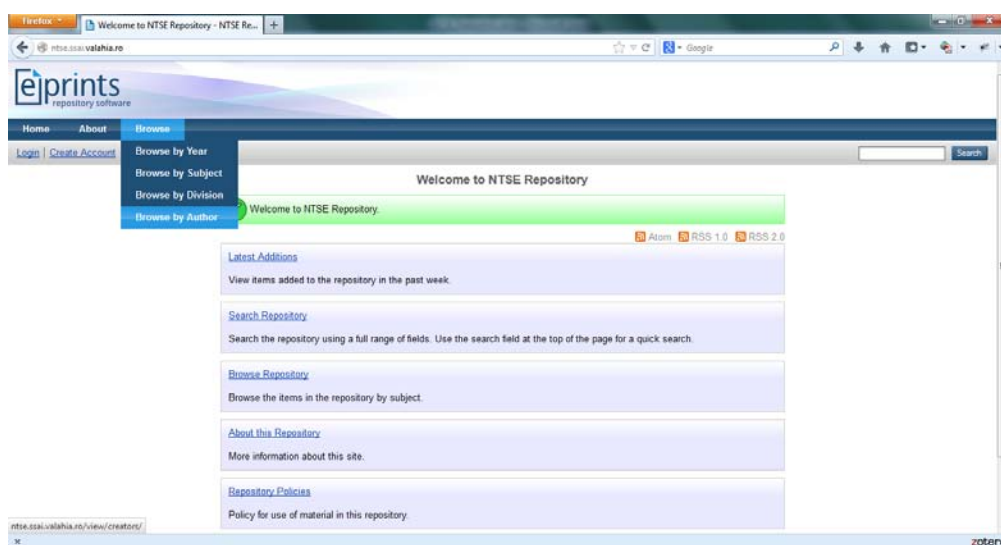 Firefox
Welcome to NTSE Repository - NTSE Re...
ntse.ssai.valahia.ro
Google
eprints
repository software
Home About Browse
Login | Create Account
Search
Browse by Year
Browse by Subject
Browse by Division
Browse by Author
Welcome to NTSE Repository
Welcome to NTSE Repository.
Atom RSS 1.0 RSS 2.0
Latest Additions
View items added to the repository in the past week.
Search Repository
Search the repository using a full range of fields. Use the search field at the top of the page for a quick search.
Browse Repository
Browse the items in the repository by subject.
About this Repository
More information about this site.
Repository Policies
Policy for use of material in this repository.
ntse.ssai.valahia.ro/view/creators/
x
zoter